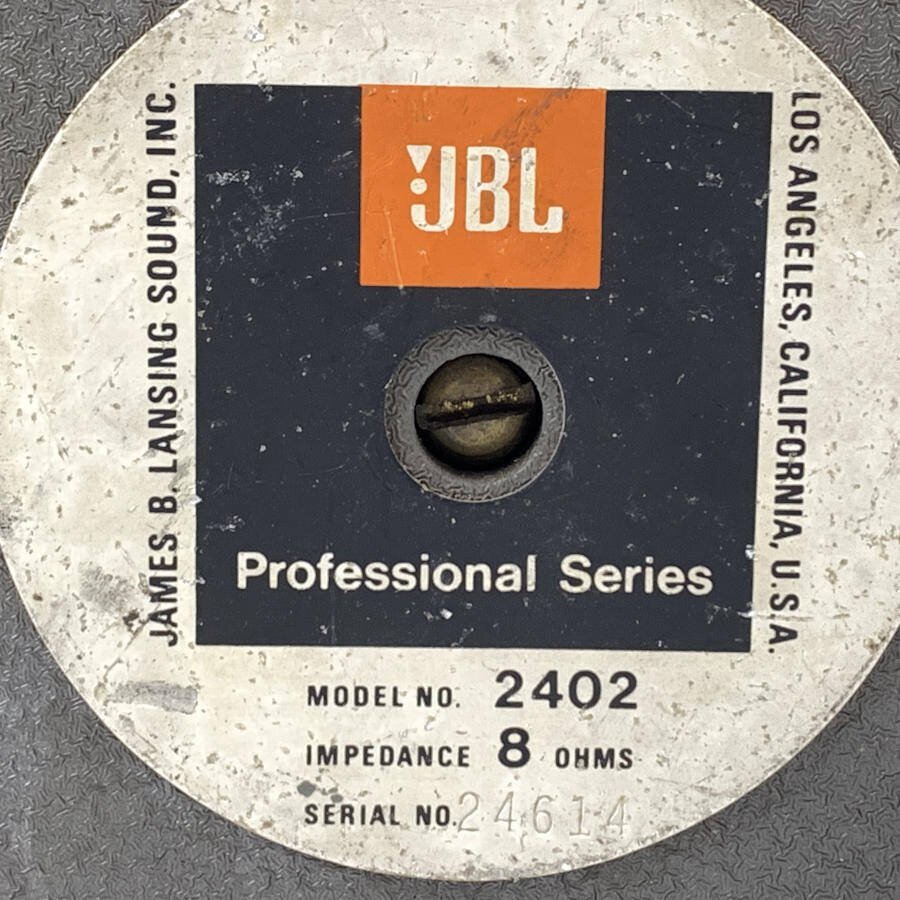 JBL
JAMES B. LANSING SOUND, INC.
LOS ANGELES, CALIFORNIA, U.S.A.
Professional Series
MODEL NO. 2402
IMPEDANCE 8 OHMS
SERIAL NO. 24614